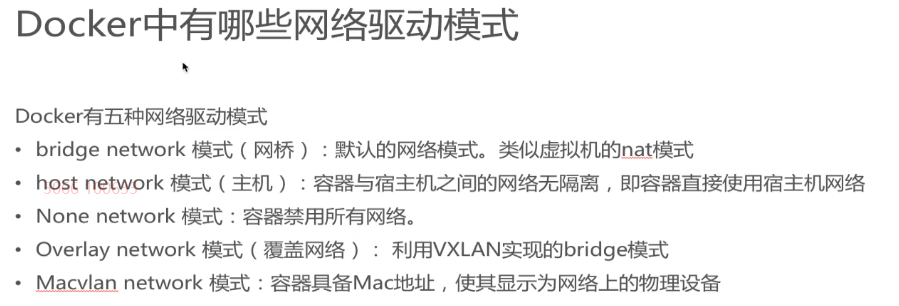 Docker中有哪些网络驱动模式
Docker有五种网络驱动模式
• bridge network 模式（网桥）：默认的网络模式。类似虚拟机的nat模式
• host network 模式（主机）：容器与宿主机之间的网络无隔离，即容器直接使用宿主机网络
• None network 模式：容器禁用所有网络。
• Overlay network 模式（覆盖网络）： 利用VXLAN实现的bridge模式
• Macvlan network 模式：容器具备Mac地址，使其显示为网络上的物理设备